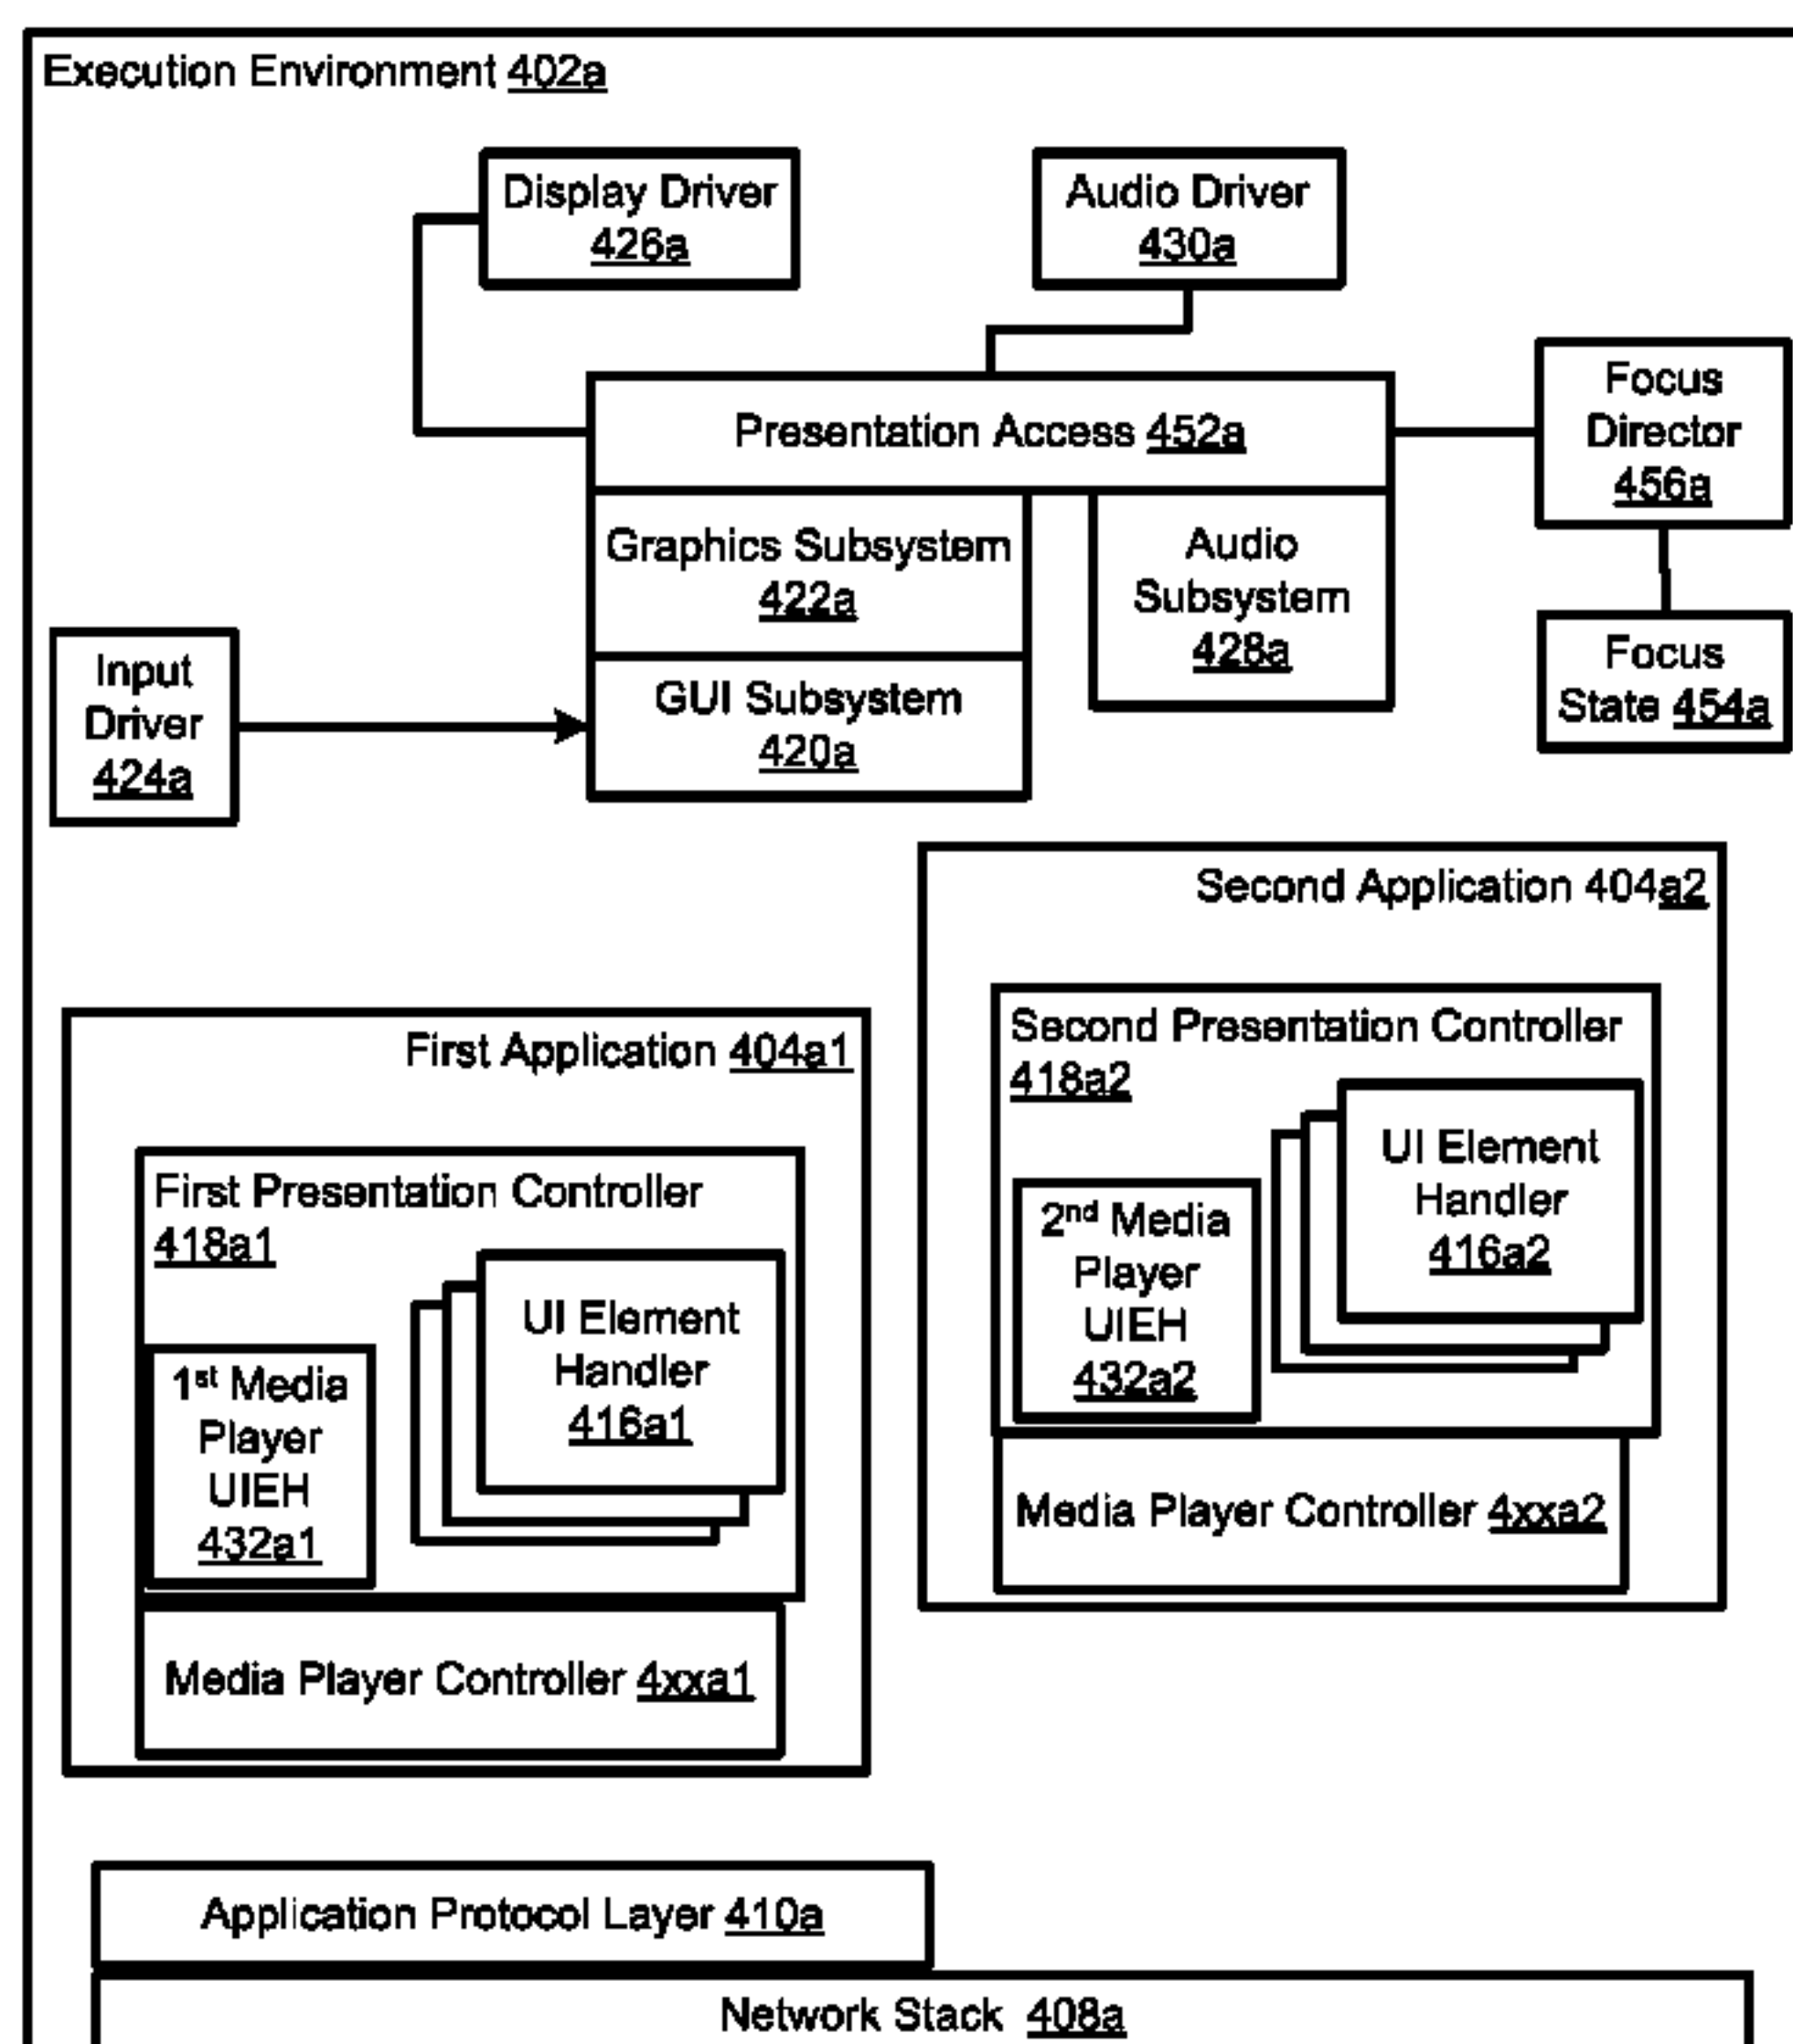 Execution Environment 402a
Display Driver
426a
Audio Driver
430a
Presentation Access 452a
Focus
Director
456a
Graphics Subsystem
422a
Audio
Subsystem
428a
Focus
State 454a
Input
Driver
424a
GUI Subsystem
420a
Second Application 404a2
Second Presentation Controller
418a2
UI Element
Handler
416a2
2nd Media
Player
UIEH
432a2
Media Player Controller 4xxa2
First Application 404a1
First Presentation Controller
418a1
UI Element
Handler
416a1
1st Media
Player
UIEH
432a1
Media Player Controller 4xxa1
Application Protocol Layer 410a
Network Stack 408a